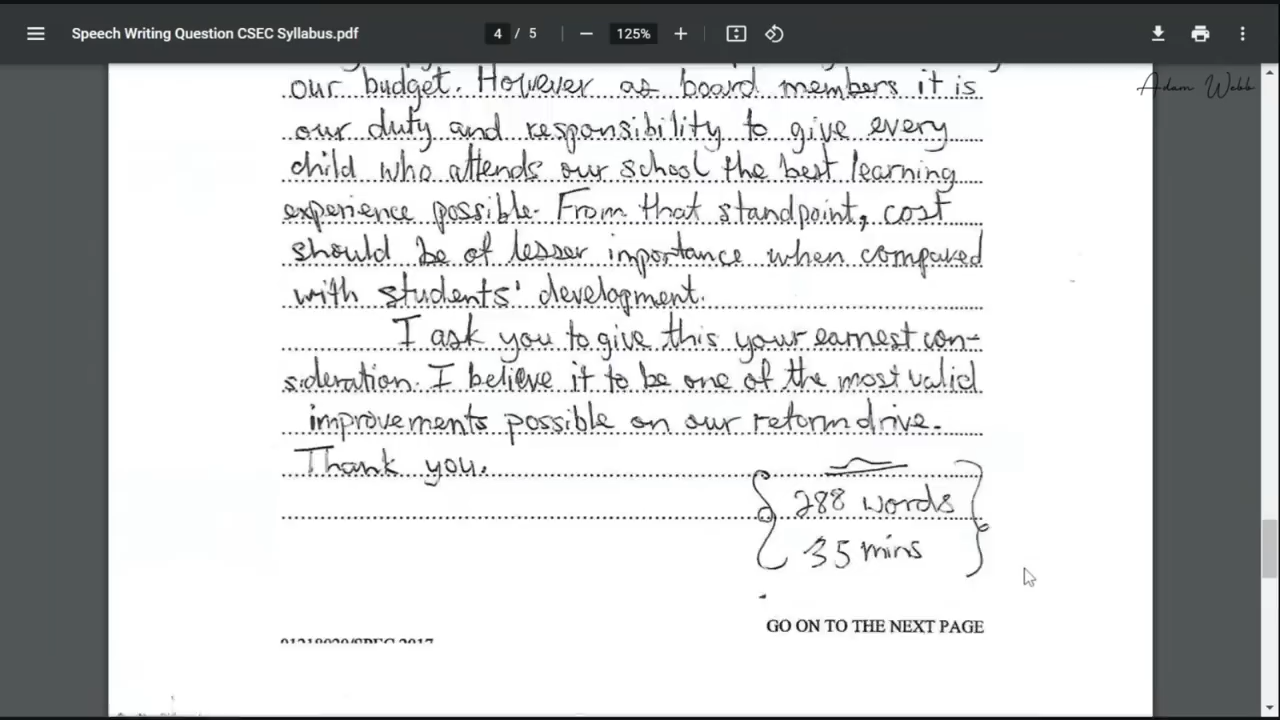 Speech Writing Question CSEC Syllabus.pdf
4 / 5
125%
Adam Webb
our budget. However as board members it is
our duty and responsibility to give every
child who attends our school the best learning
experience possible. From that standpoint, cost
should be of lesser importance when compared
with students' development.
I ask you to give this your earnest con-
sideration. I believe it to be one of the most valid
improvements possible on our reform drive.
Thank you.
288 words
35 mins
GO ON TO THE NEXT PAGE